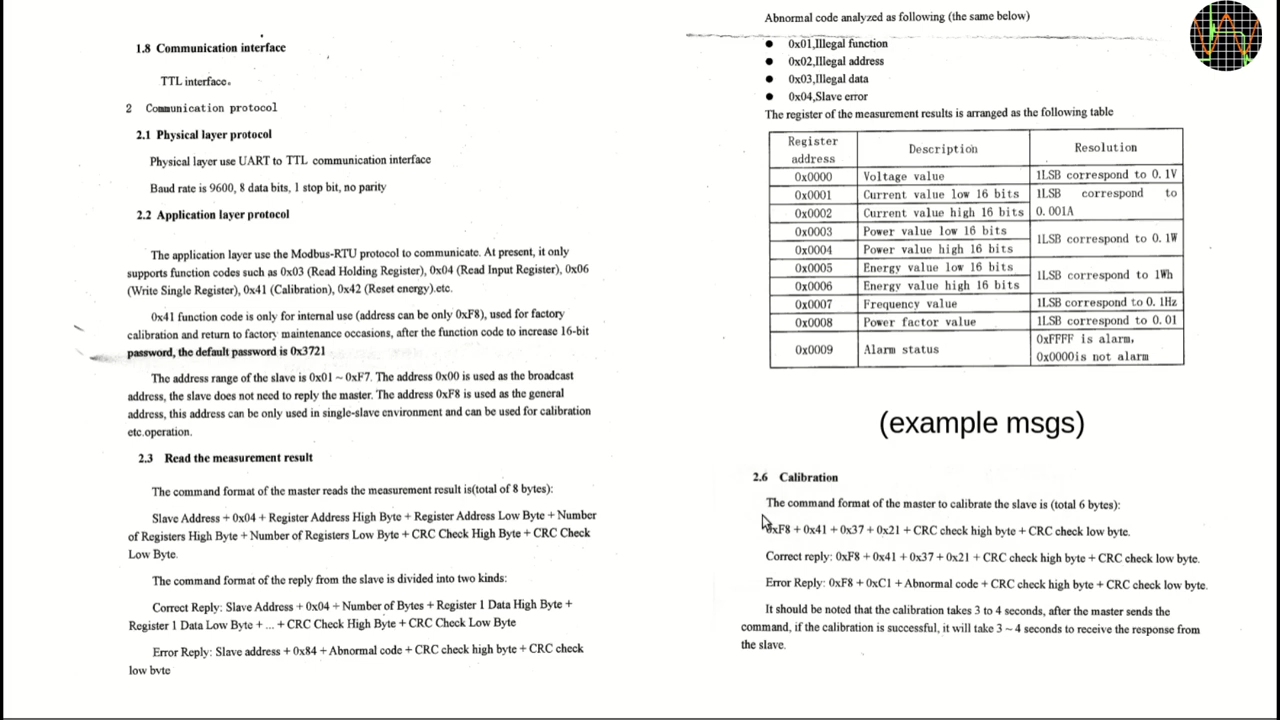 1.8 Communication interface
TTL interface.
2 Communication protocol
2.1 Physical layer protocol
Physical layer use UART to TTL communication interface
Baud rate is 9600, 8 data bits, 1 stop bit, no parity
2.2 Application layer protocol
The application layer use the Modbus-RTU protocol to communicate. At present, it only
supports function codes such as 0x03 (Read Holding Register), 0x04 (Read Input Register), 0x06
(Write Single Register), 0x41 (Calibration), 0x42 (Reset energy).etc.
0x41 function code is only for internal use (address can be only 0xF8), used for factory
calibration and return to factory maintenance occasions, after the function code to increase 16-bit
password, the default password is 0x3721
The address range of the slave is 0x01 ~ 0xF7. The address 0x00 is used as the broadcast
address, the slave does not need to reply the master. The address 0xF8 is used as the general
address, this address can be only used in single-slave environment and can be used for calibration
etc.operation.
2.3 Read the measurement result
The command format of the master reads the measurement result is(total of 8 bytes):
Slave Address + 0x04 + Register Address High Byte + Register Address Low Byte + Number
of Registers High Byte + Number of Registers Low Byte + CRC Check High Byte + CRC Check
Low Byte.
The command format of the reply from the slave is divided into two kinds:
Correct Reply: Slave Address + 0x04 + Number of Bytes + Register 1 Data High Byte +
Register 1 Data Low Byte + ... + CRC Check High Byte + CRC Check Low Byte
Error Reply: Slave address + 0x84 + Abnormal code + CRC check high byte + CRC check
low byte
Abnormal code analyzed as following (the same below)
● 0x01,Illegal function
● 0x02,Illegal address
● 0x03,Illegal data
● 0x04,Slave error
The register of the measurement results is arranged as the following table
Register address Description Resolution
0x0000 Voltage value 1LSB correspond to 0.1V
0x0001 Current value low 16 bits 1LSB correspond to
0x0002 Current value high 16 bits 0.001A
0x0003 Power value low 16 bits
0x0004 Power value high 16 bits 1LSB correspond to 0.1W
0x0005 Energy value low 16 bits
0x0006 Energy value high 16 bits 1LSB correspond to 1Wh
0x0007 Frequency value 1LSB correspond to 0.1Hz
0x0008 Power factor value 1LSB correspond to 0.01
0x0009 Alarm status 0xFFFF is alarm,
0x0000is not alarm
(example msgs)
2.6 Calibration
The command format of the master to calibrate the slave is (total 6 bytes):
0xF8 + 0x41 + 0x37 + 0x21 + CRC check high byte + CRC check low byte.
Correct reply: 0xF8 + 0x41 + 0x37 + 0x21 + CRC check high byte + CRC check low byte.
Error Reply: 0xF8 + 0xC1 + Abnormal code + CRC check high byte + CRC check low byte.
It should be noted that the calibration takes 3 to 4 seconds, after the master sends the
command, if the calibration is successful, it will take 3 ~ 4 seconds to receive the response from
the slave.